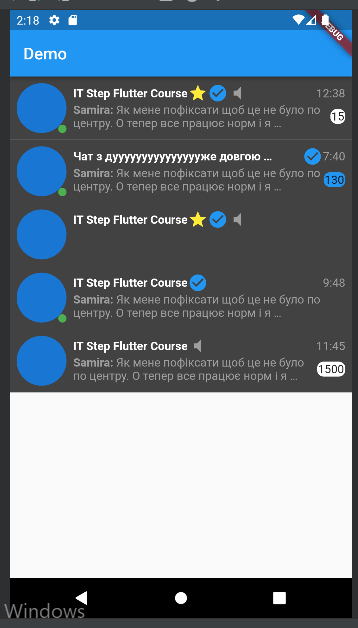 2:18
DEBUG
Demo
IT Step Flutter Course 12:38
Samira: Як мене пофіксати щоб це не було по
центру. О тепер все працює норм і я ... 15
Чат з дууууууууууууууже довгою ... 7:40
Samira: Як мене пофіксати щоб це не було по
центру. О тепер все працює норм і я ... 130
IT Step Flutter Course
IT Step Flutter Course 9:48
Samira: Як мене пофіксати щоб це не було по
центру. О тепер все працює норм і я ...
IT Step Flutter Course 11:45
Samira: Як мене пофіксати щоб це не було
по центру. О тепер все працює норм і я ... 1500
Windows